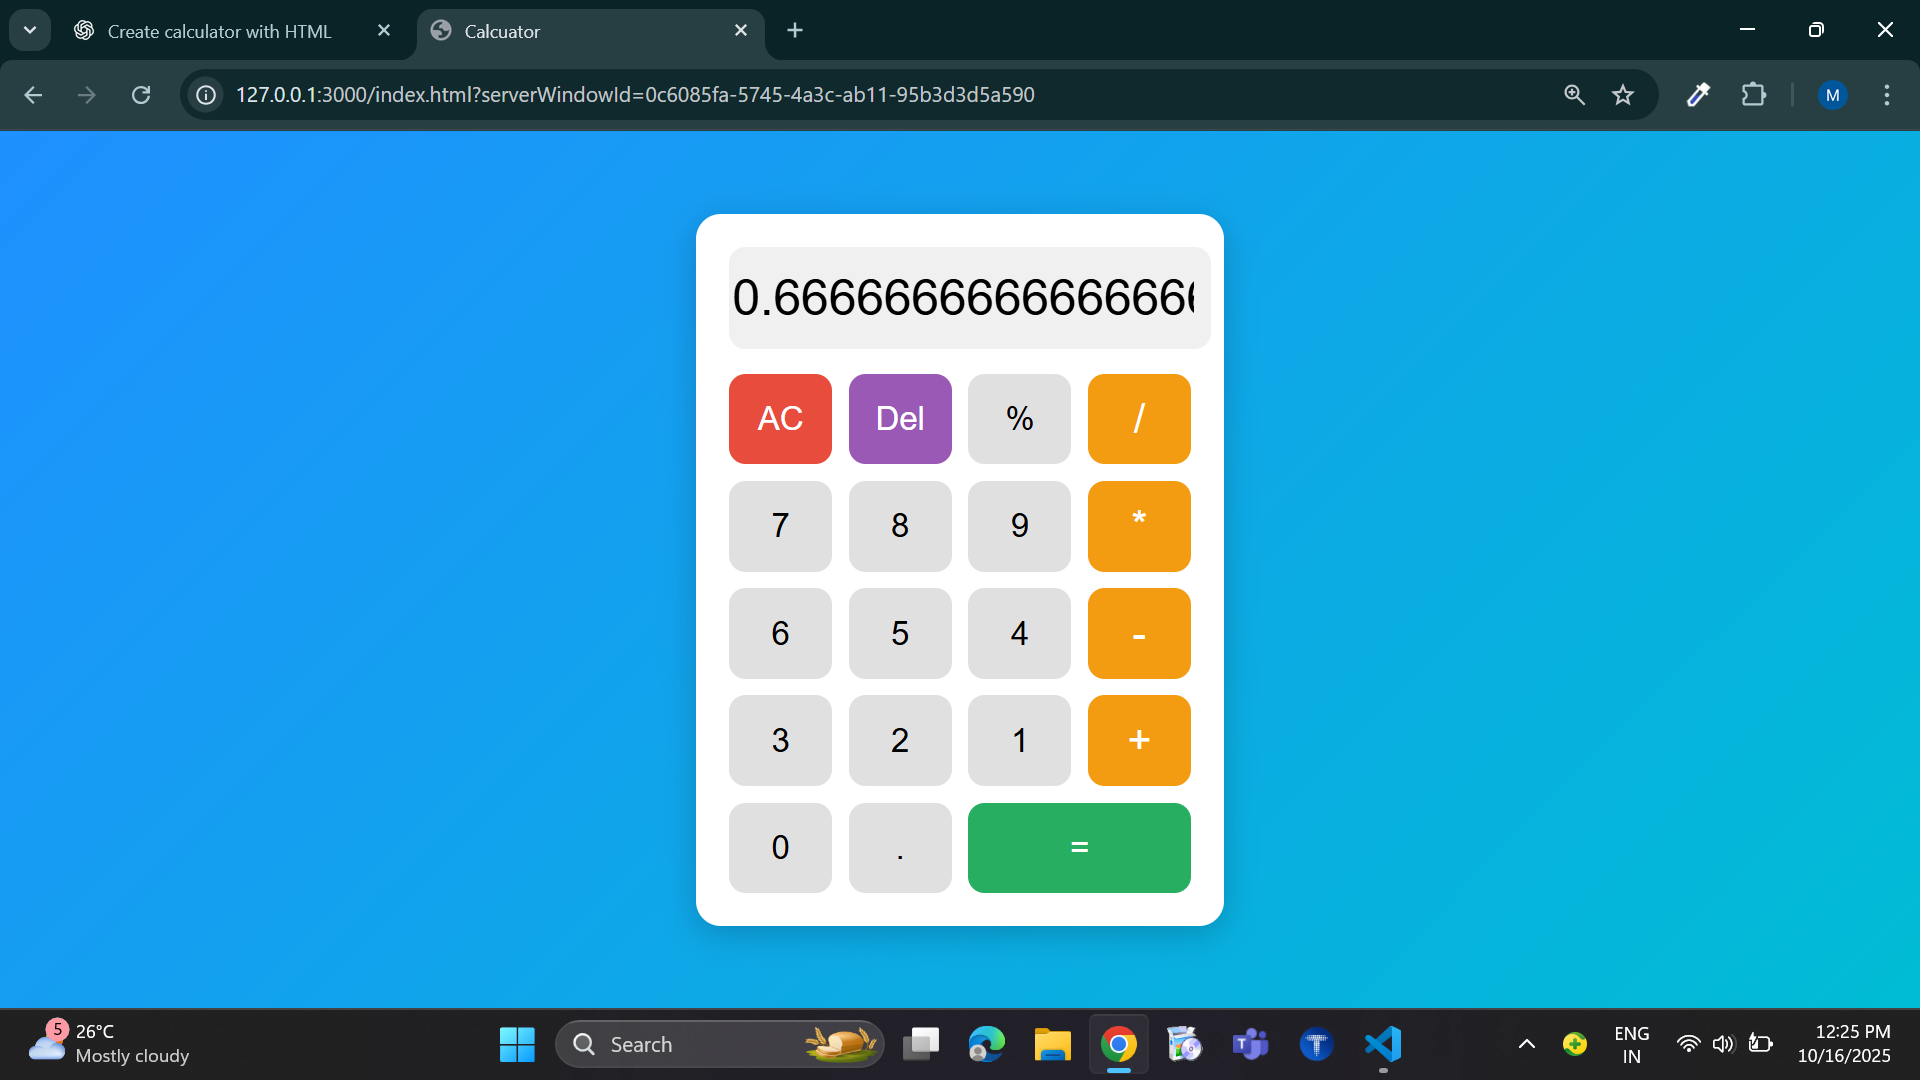 Create calculator with HTML
Calcuator
127.0.0.1:3000/index.html?serverWindowId=0c6085fa-5745-4a3c-ab11-95b3d3d5a590
M
0.6666666666666666
AC Del % /
7 8 9 *
6 5 4 -
3 2 1 +
0 . =
5
26°C
Mostly cloudy
Search
T
ENG
IN
12:25 PM
10/16/2025